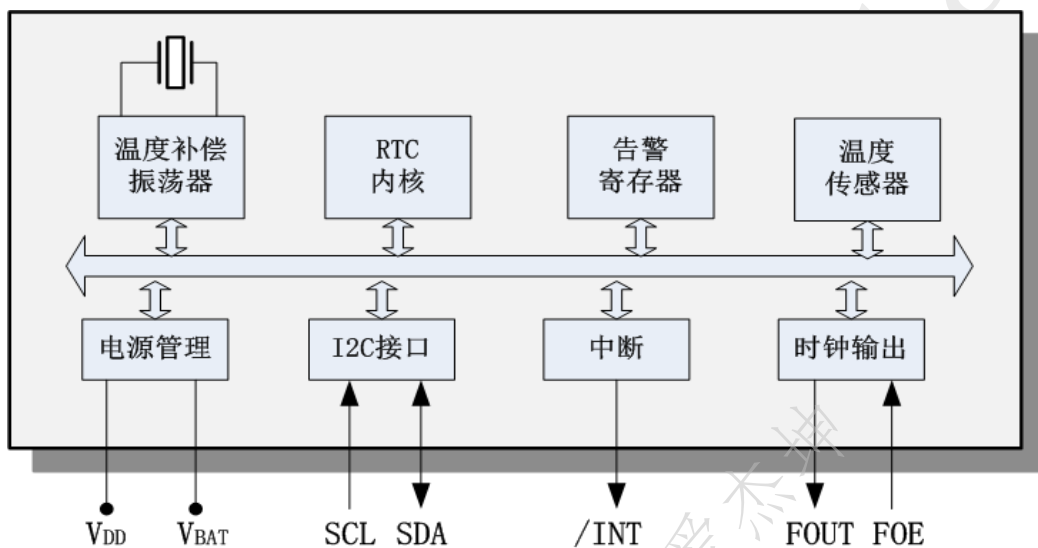 温度补偿
振荡器
RTC
内核
告警
寄存器
温度
传感器
电源管理
I2C接口
中断
时钟输出
VDD
VBAT
SCL
SDA
/INT
FOUT
FOE